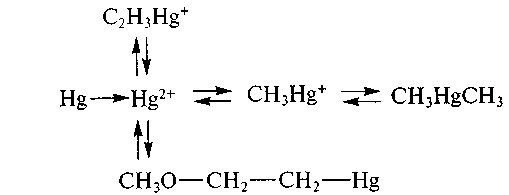 C₂H₃Hg⁺
Hg→Hg²⁺ ⇌ CH₃Hg⁺ ⇌ CH₃HgCH₃
CH₃O—CH₂—CH₂—Hg